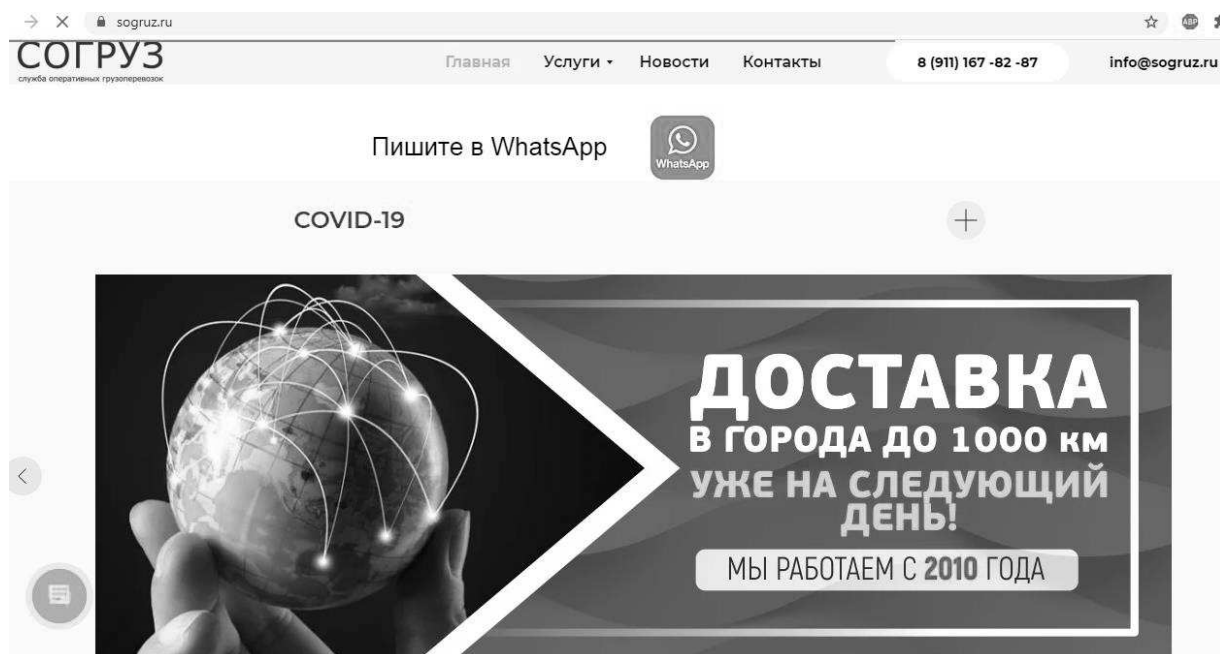 sogruz.ru
ABP
СОГРУЗ
служба оперативных грузоперевозок
Главная Услуги Новости Контакты 8 (911) 167 -82 -87 info@sogruz.ru
Пишите в WhatsApp
WhatsApp
COVID-19
ДОСТАВКА
В ГОРОДА ДО 1000 КМ
УЖЕ НА СЛЕДУЮЩИЙ
ДЕНЬ!
МЫ РАБОТАЕМ С 2010 ГОДА